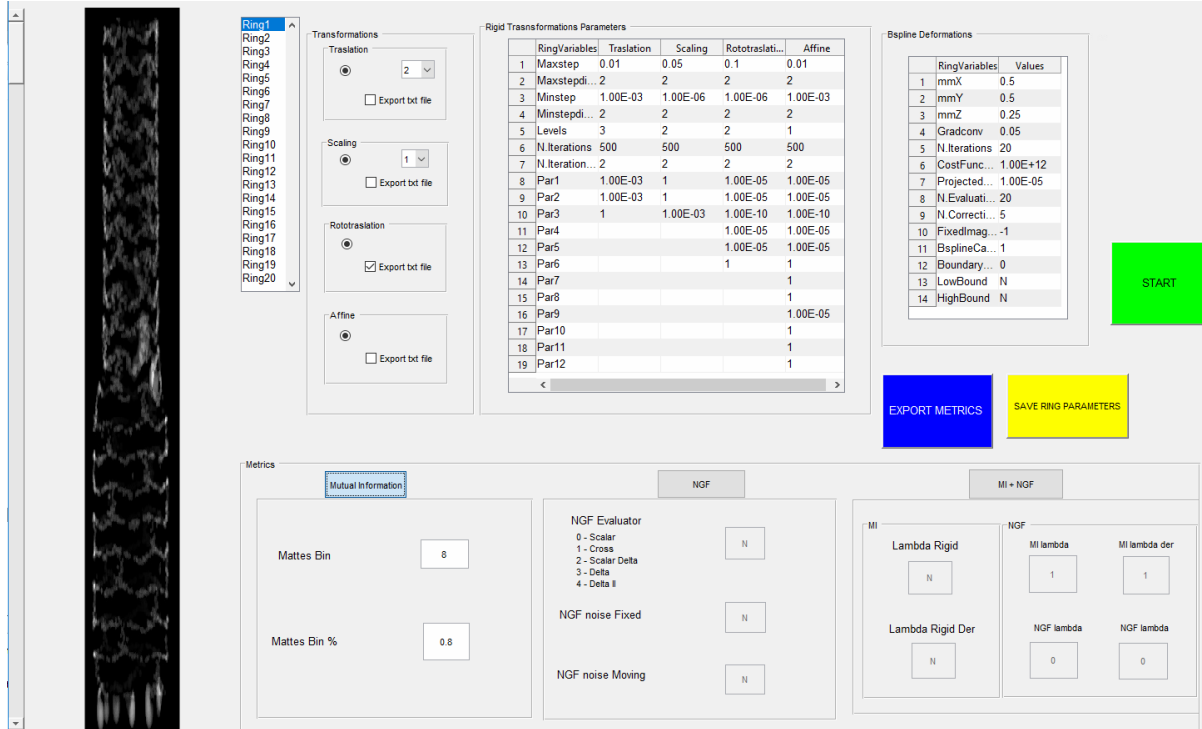 Ring1
Ring2
Ring3
Ring4
Ring5
Ring6
Ring7
Ring8
Ring9
Ring10
Ring11
Ring12
Ring13
Ring14
Ring15
Ring16
Ring17
Ring18
Ring19
Ring20
Transformations
Traslation
2
Export txt file
Scaling
1
Export txt file
Rototraslation
Export txt file
Affine
Export txt file
Rigid Trasnsformations Parameters
RingVariables Traslation Scaling Rototraslati... Affine
1 Maxstep 0.01 0.05 0.1 0.01
2 Maxstepdi... 2 2 2 2
3 Minstep 1.00E-03 1.00E-06 1.00E-06 1.00E-03
4 Minstepdi... 2 2 2 2
5 Levels 3 2 2 1
6 N.Iterations 500 500 500 500
7 N.Iteration... 2 2 2 2
8 Par1 1.00E-03 1 1.00E-05 1.00E-05
9 Par2 1.00E-03 1 1.00E-05 1.00E-05
10 Par3 1 1.00E-03 1.00E-10 1.00E-10
11 Par4 1.00E-05 1.00E-05
12 Par5 1.00E-05 1.00E-05
13 Par6 1 1
14 Par7 1
15 Par8 1
16 Par9 1.00E-05
17 Par10 1
18 Par11 1
19 Par12 1
Bspline Deformations
RingVariables Values
1 mmX 0.5
2 mmY 0.5
3 mmZ 0.25
4 Gradconv 0.05
5 N.Iterations 20
6 CostFunc... 1.00E+12
7 Projected... 1.00E-05
8 N.Evaluati... 20
9 N.Correcti... 5
10 FixedImag... -1
11 BsplineCa... 1
12 Boundary... 0
13 LowBound N
14 HighBound N
START
EXPORT METRICS
SAVE RING PARAMETERS
Metrics
Mutual Information
Mattes Bin 8
Mattes Bin % 0.8
NGF
NGF Evaluator N
0 - Scalar
1 - Cross
2 - Scalar Delta
3 - Delta
4 - Delta II
NGF noise Fixed N
NGF noise Moving N
MI + NGF
MI
Lambda Rigid
N
Lambda Rigid Der
N
NGF
MI lambda MI lambda der
1 1
NGF lambda NGF lambda
0 0